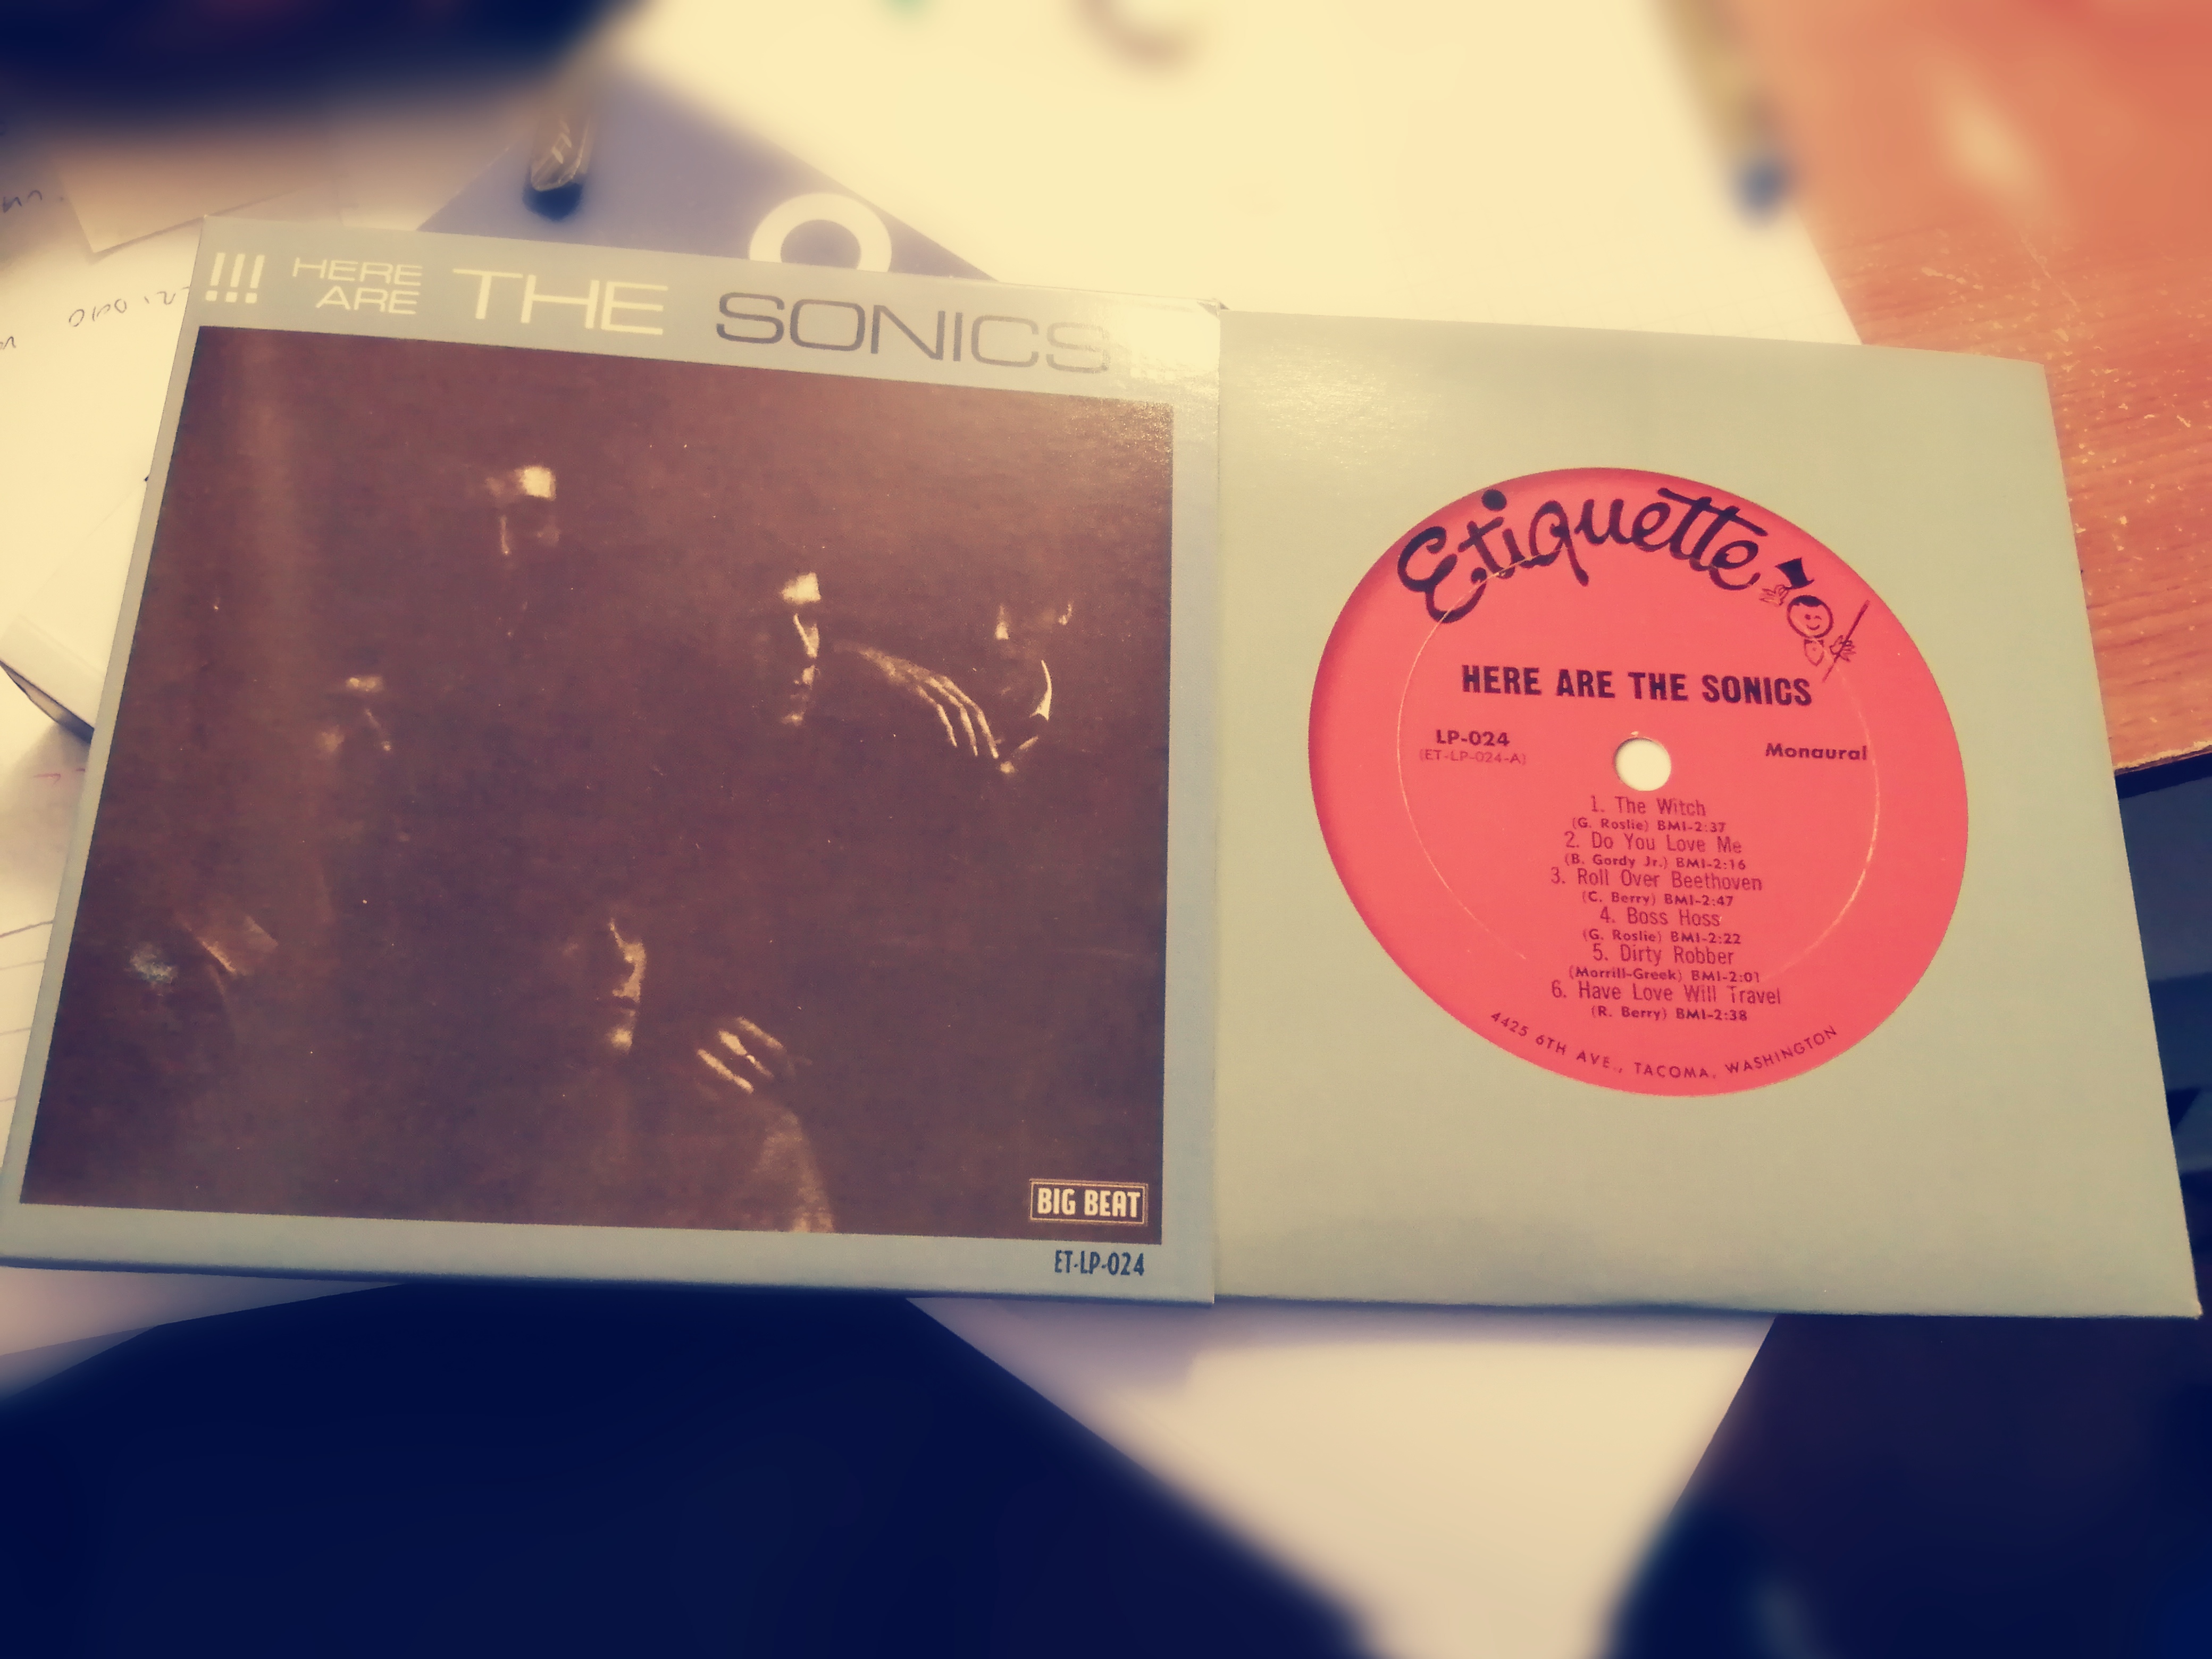 !!! HERE ARE THE SONICS !!!
BIG BEAT
ET-LP-024
Etiquette
HERE ARE THE SONICS
LP-024
(ET-LP-024-A)
Monaural
1. The Witch
(G. Roslie) BMI-2:37
2. Do You Love Me
(B. Gordy Jr.) BMI-2:16
3. Roll Over Beethoven
(C. Berry) BMI-2:47
4. Boss Hoss
(G. Roslie) BMI-2:22
5. Dirty Robber
(Morrill-Greek) BMI-2:01
6. Have Love Will Travel
(R. Berry) BMI-2:38
4425 6TH AVE., TACOMA, WASHINGTON